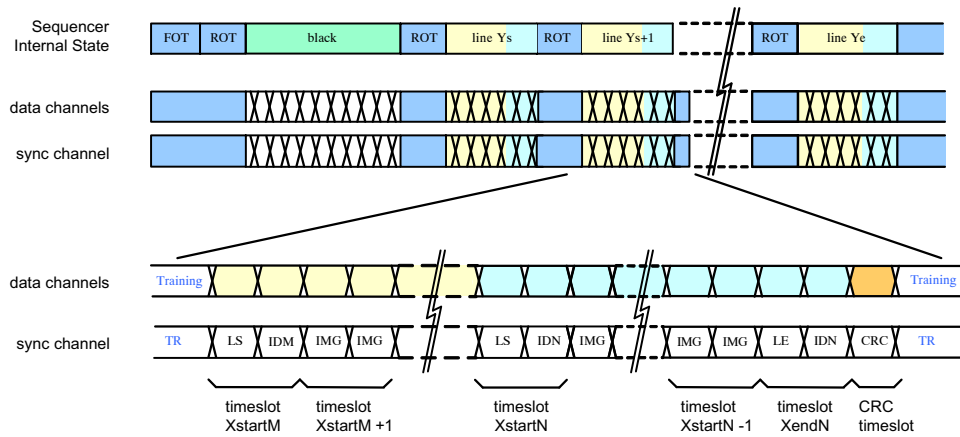 Sequencer
Internal State
FOT ROT black ROT line Ys ROT line Ys+1 ROT line Ye
data channels
sync channel
data channels Training Training
sync channel TR LS IDM IMG IMG LS IDN IMG IMG IMG LE IDN CRC TR
timeslot timeslot timeslot timeslot timeslot CRC
XstartM XstartM +1 XstartN XstartN -1 XendN timeslot